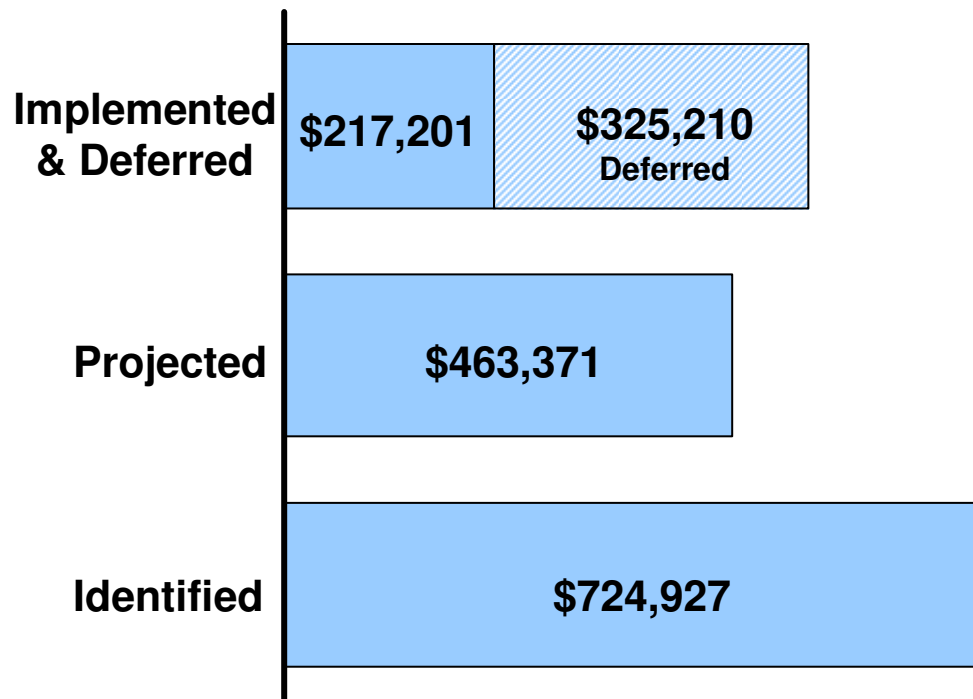 Implemented
& Deferred
$217,201
$325,210
Deferred
Projected
$463,371
Identified
$724,927